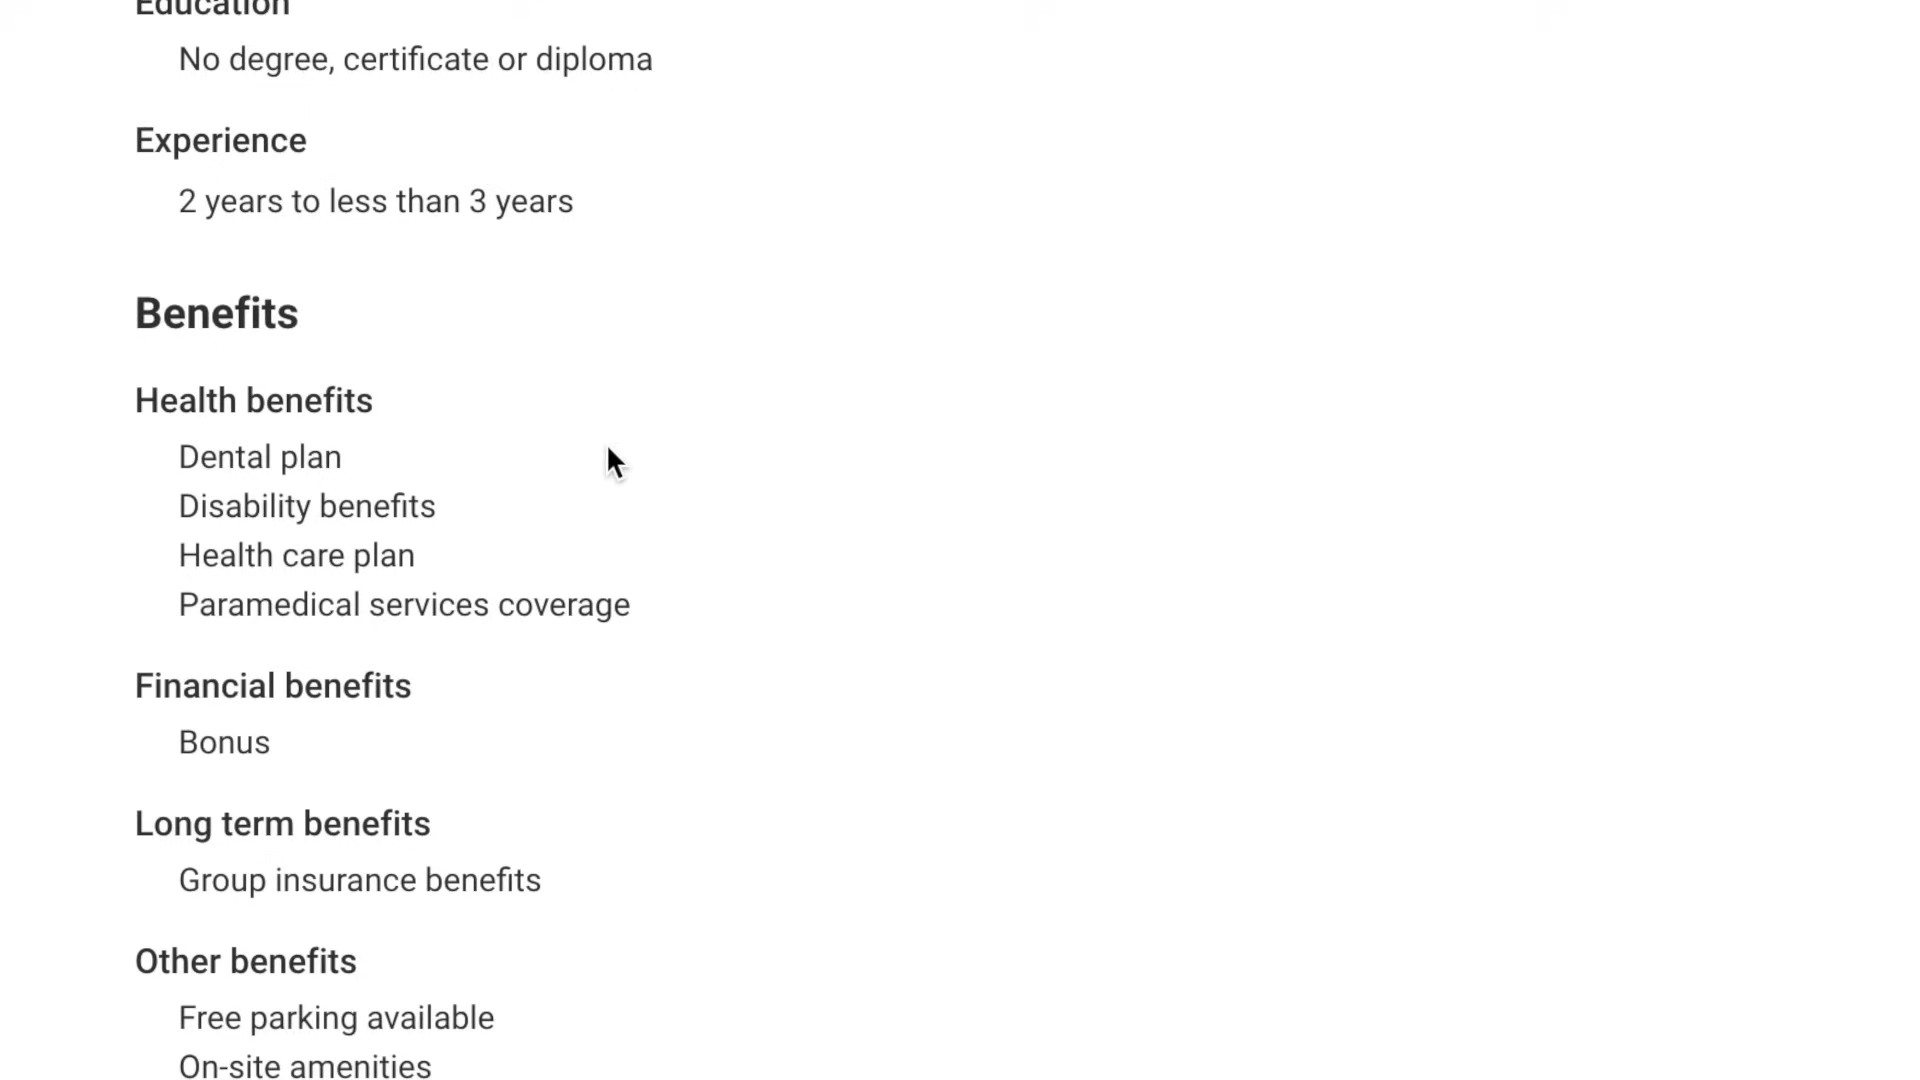 Education
No degree, certificate or diploma
Experience
2 years to less than 3 years
Benefits
Health benefits
Dental plan
Disability benefits
Health care plan
Paramedical services coverage
Financial benefits
Bonus
Long term benefits
Group insurance benefits
Other benefits
Free parking available
On-site amenities